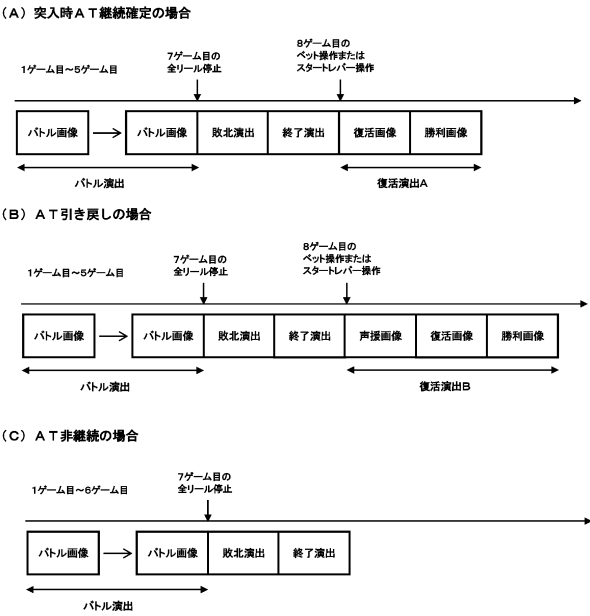 (A) 突入時AT継続確定の場合
8ゲーム目の
ベット操作または
スタートレバー操作
7ゲーム目の
全リール停止
1ゲーム目～5ゲーム目
バトル画像
バトル画像
敗北演出
終了演出
復活画像
勝利画像
バトル演出
復活演出A
(B) AT引き戻しの場合
8ゲーム目の
ベット操作または
スタートレバー操作
7ゲーム目の
全リール停止
1ゲーム目～5ゲーム目
バトル画像
バトル画像
敗北演出
終了演出
声援画像
復活画像
勝利画像
バトル演出
復活演出B
(C) AT非継続の場合
7ゲーム目の
全リール停止
1ゲーム目～6ゲーム目
バトル画像
バトル画像
敗北演出
終了演出
バトル演出